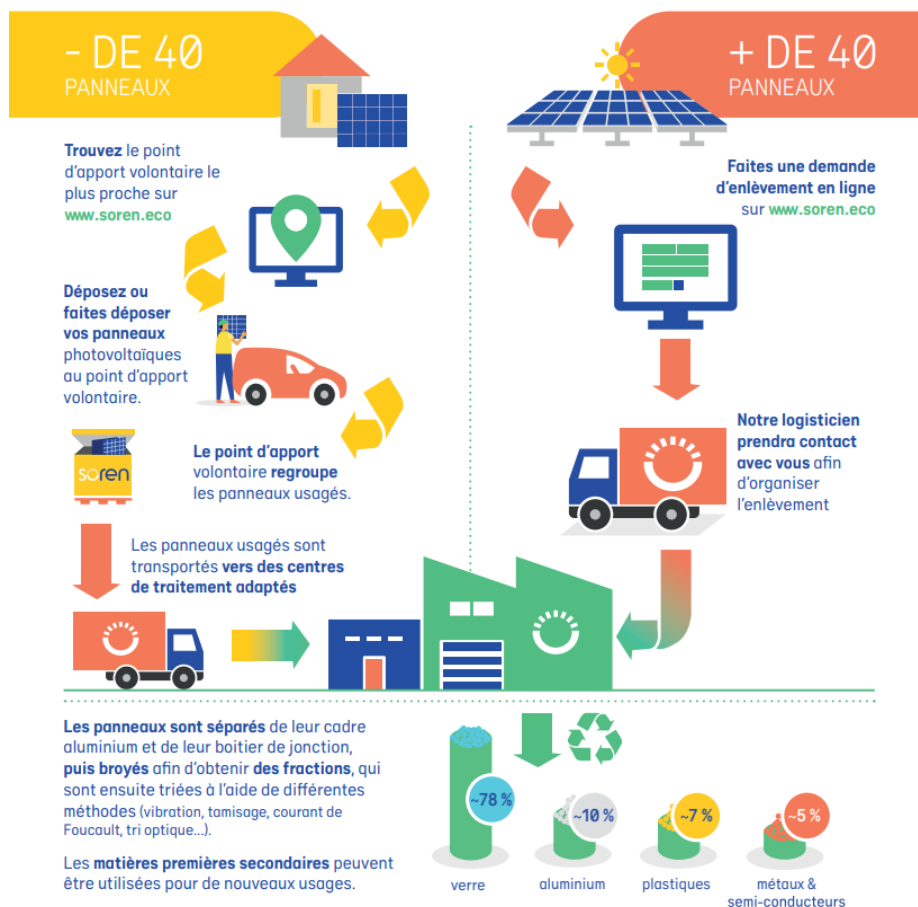 - DE 40
PANNEAUX
+ DE 40
PANNEAUX
Trouvez le point
d'apport volontaire le
plus proche sur
www.soren.eco
Faites une demande
d'enlèvement en ligne
sur www.soren.eco
Déposez ou
faites déposer
vos panneaux
photovoltaïques
au point d'apport
volontaire.
soren
Le point d'apport
volontaire regroupe
les panneaux usagés.
Notre logisticien
prendra contact
avec vous afin
d'organiser
l'enlèvement
Les panneaux usagés sont
transportés vers des centres
de traitement adaptés
Les panneaux sont séparés de leur cadre
aluminium et de leur boitier de jonction,
puis broyés afin d'obtenir des fractions, qui
sont ensuite triées à l'aide de différentes
méthodes (vibration, tamisage, courant de
Foucault, tri optique...).
Les matières premières secondaires peuvent
être utilisées pour de nouveaux usages.
~78 %
~10 %
~7 %
~5 %
verre
aluminium
plastiques
métaux &
semi-conducteurs